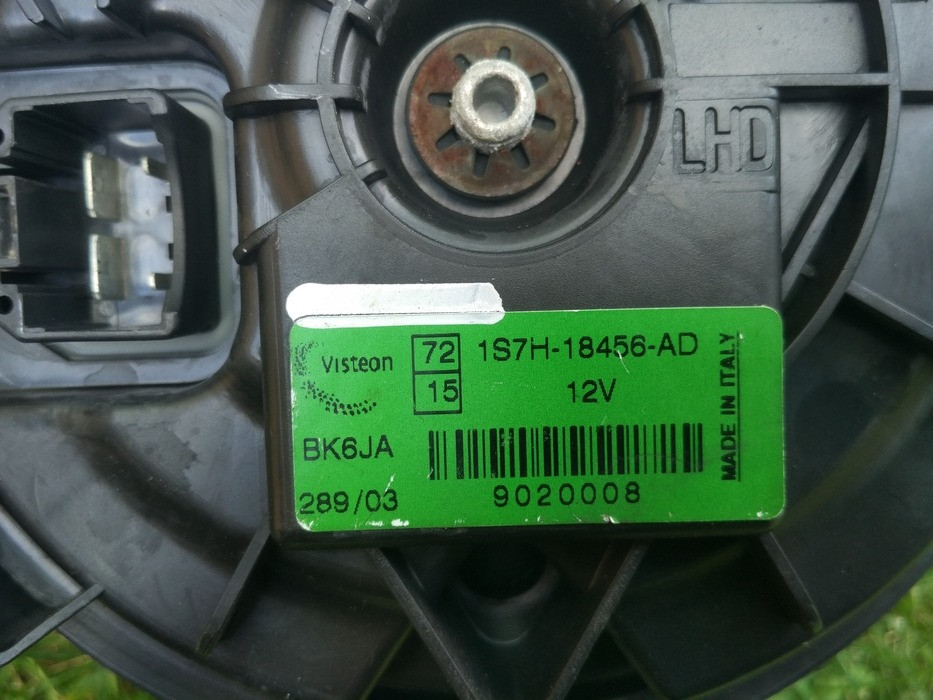 LHD
Visteon
72
15
1S7H-18456-AD
12V
MADE IN ITALY
BK6JA
289/03
9020008